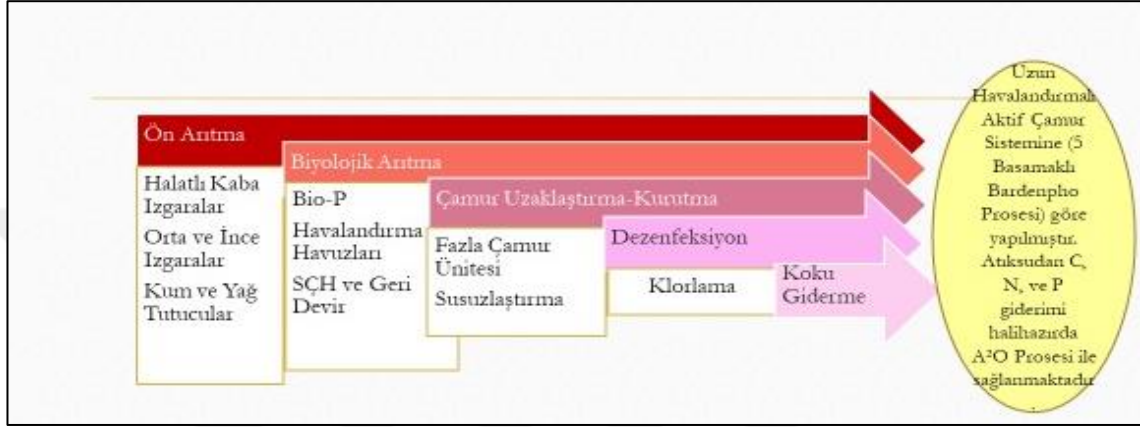 Ön Arıtma
Halatlı Kaba
Izgaralar
Orta ve İnce
Izgaralar
Kum ve Yağ
Tutucular
Biyolojik Arıtma
Bio-P
Havalandırma
Havuzları
SÇH ve Geri
Devir
Çamur Uzaklaştırma-Kurutma
Fazla Çamur
Ünitesi
Susuzlaştırma
Dezenfeksiyon
Klorlama
Koku
Giderme
Uzun
Havalandırmalı
Aktif Çamur
Sistemine (5
Basamaklı
Bardenpho
Prosesi) göre
yapılmıştır.
Atıksudan C,
N, ve P
giderimi
halihazırda
A²O Prosesi ile
sağlanmaktadır
.